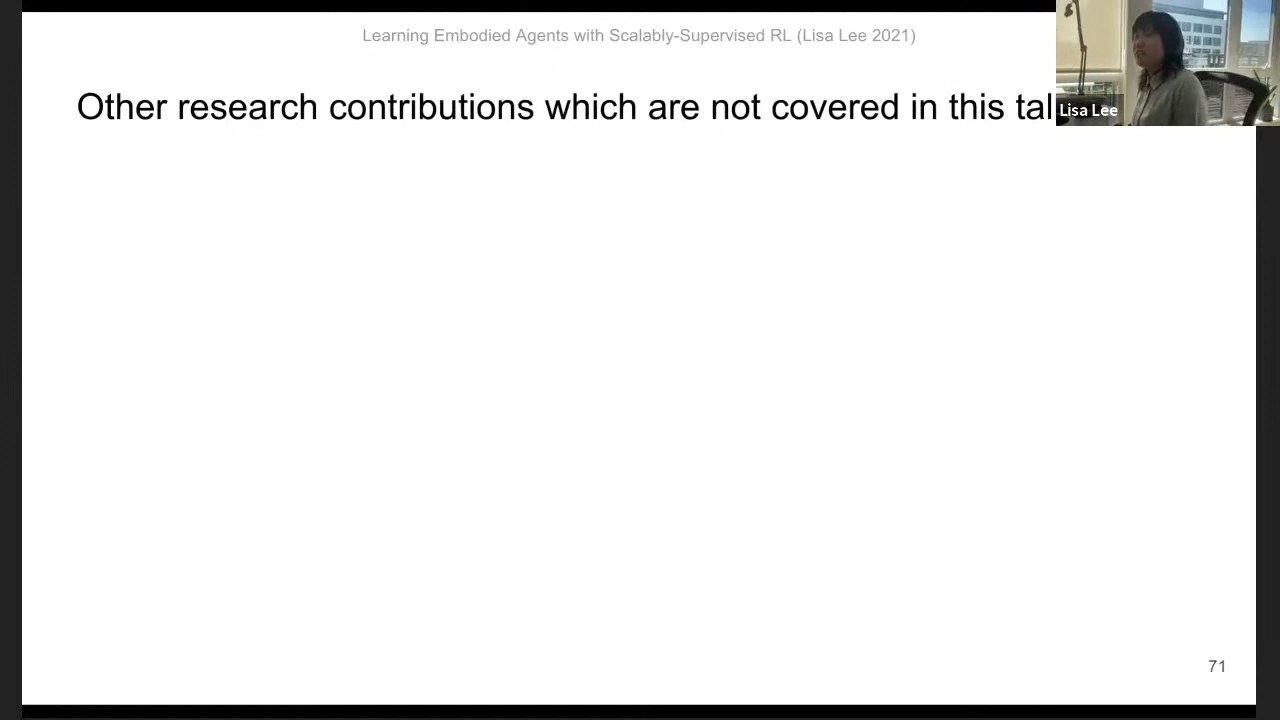 Learning Embodied Agents with Scalably-Supervised RL (Lisa Lee 2021)
Other research contributions which are not covered in this
Lisa Lee
71